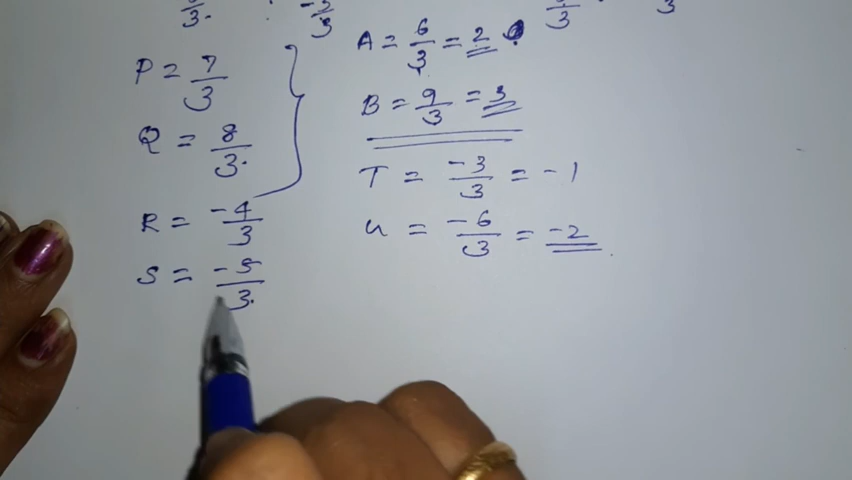 P = 7/3
Q = 8/3
R = -4/3
S = -5/3
A = 6/3 = 2
B = 9/3 = 3
T = -3/3 = -1
U = -6/3 = -2